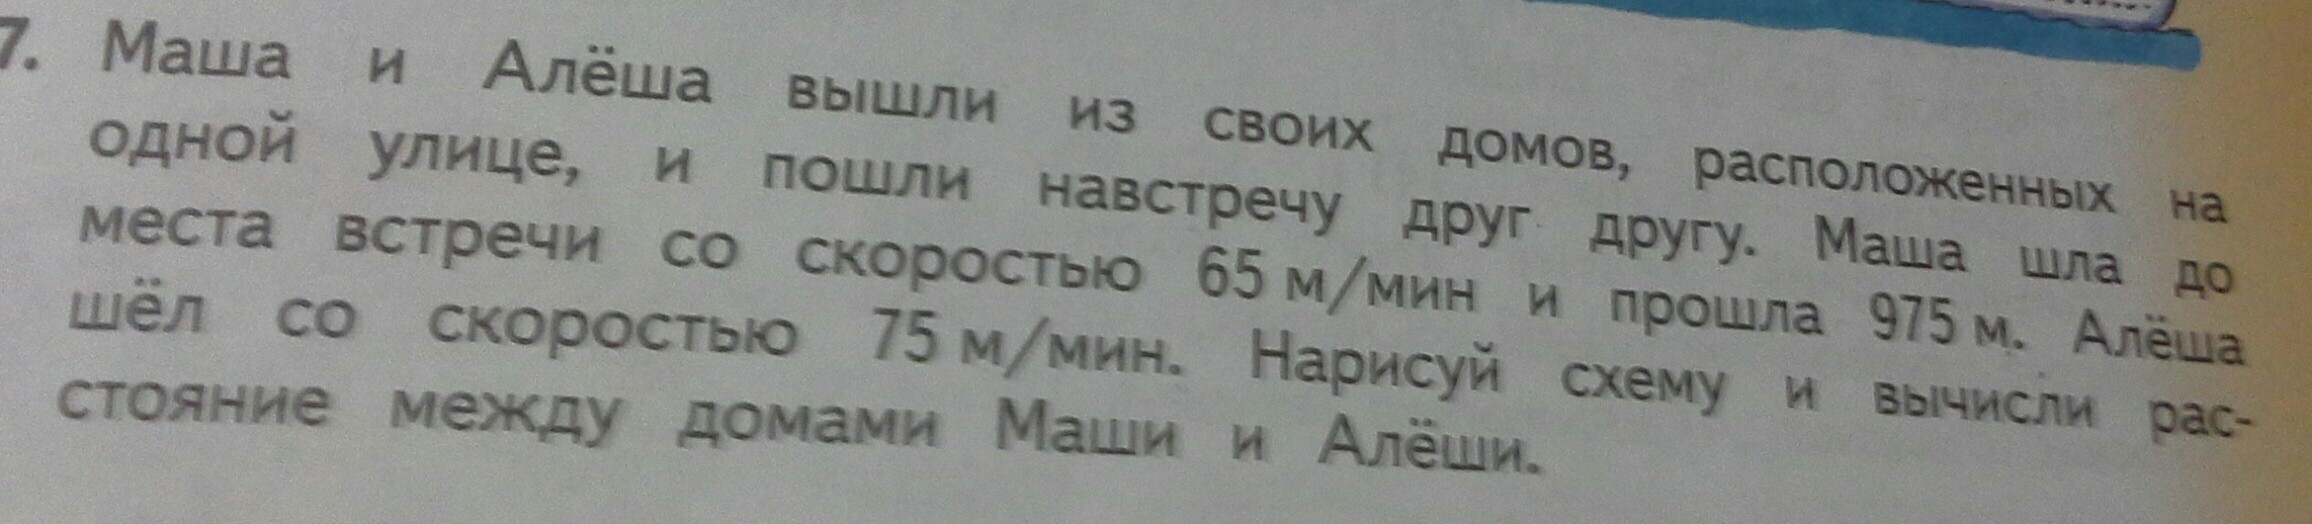 7. Маша и Алёша вышли из своих домов, расположенных на
одной улице, и пошли навстречу друг другу. Маша шла до
места встречи со скоростью 65 м/мин и прошла 975 м. Алёша
шёл со скоростью 75 м/мин. Нарисуй схему и вычисли рас-
стояние между домами Маши и Алёши.